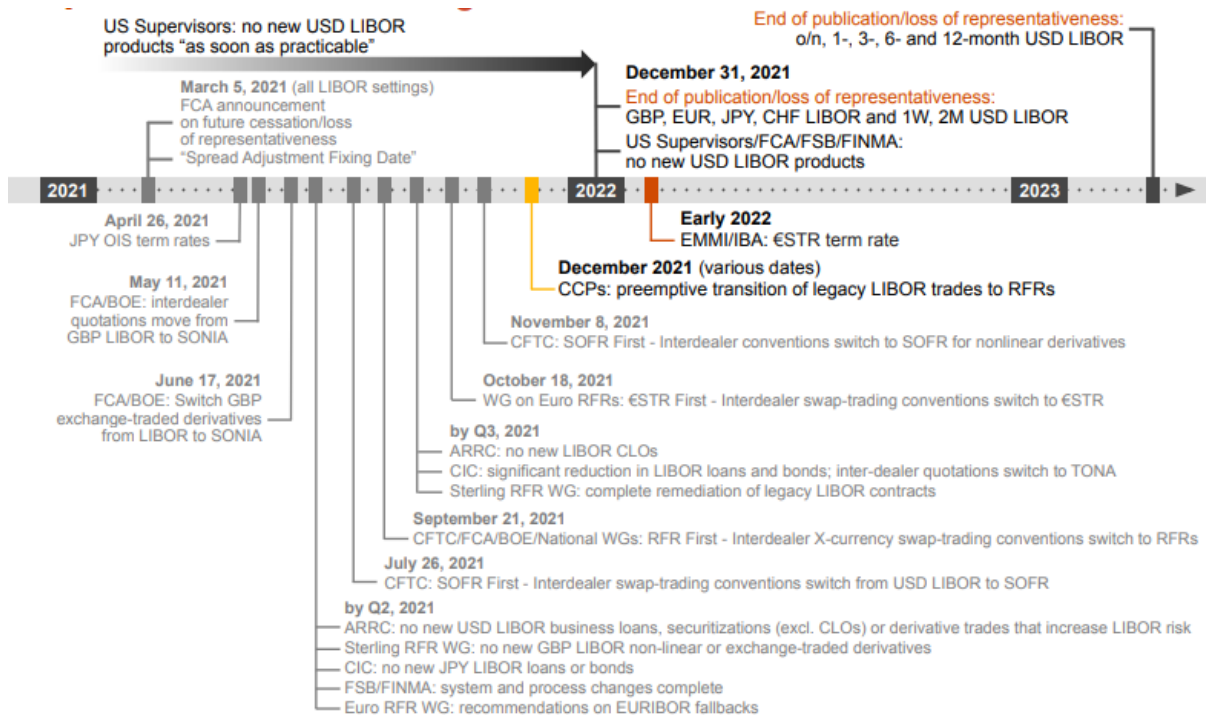 US Supervisors: no new USD LIBOR
products “as soon as practicable”
End of publication/loss of representativeness:
o/n, 1-, 3-, 6- and 12-month USD LIBOR
March 5, 2021 (all LIBOR settings)
FCA announcement
on future cessation/loss
of representativeness
“Spread Adjustment Fixing Date”
December 31, 2021
End of publication/loss of representativeness:
GBP, EUR, JPY, CHF LIBOR and 1W, 2M USD LIBOR
US Supervisors/FCA/FSB/FINMA:
no new USD LIBOR products
2021
2022
2023
April 26, 2021
JPY OIS term rates
Early 2022
EMMI/IBA: €STR term rate
May 11, 2021
FCA/BOE: interdealer
quotations move from
GBP LIBOR to SONIA
December 2021 (various dates)
CCPs: preemptive transition of legacy LIBOR trades to RFRs
November 8, 2021
CFTC: SOFR First - Interdealer conventions switch to SOFR for nonlinear derivatives
June 17, 2021
FCA/BOE: Switch GBP
exchange-traded derivatives
from LIBOR to SONIA
October 18, 2021
WG on Euro RFRs: €STR First - Interdealer swap-trading conventions switch to €STR
by Q3, 2021
ARRC: no new LIBOR CLOs
CIC: significant reduction in LIBOR loans and bonds; inter-dealer quotations switch to TONA
Sterling RFR WG: complete remediation of legacy LIBOR contracts
September 21, 2021
CFTC/FCA/BOE/National WGs: RFR First - Interdealer X-currency swap-trading conventions switch to RFRs
July 26, 2021
CFTC: SOFR First - Interdealer swap-trading conventions switch from USD LIBOR to SOFR
by Q2, 2021
ARRC: no new USD LIBOR business loans, securitizations (excl. CLOs) or derivative trades that increase LIBOR risk
Sterling RFR WG: no new GBP LIBOR non-linear or exchange-traded derivatives
CIC: no new JPY LIBOR loans or bonds
FSB/FINMA: system and process changes complete
Euro RFR WG: recommendations on EURIBOR fallbacks